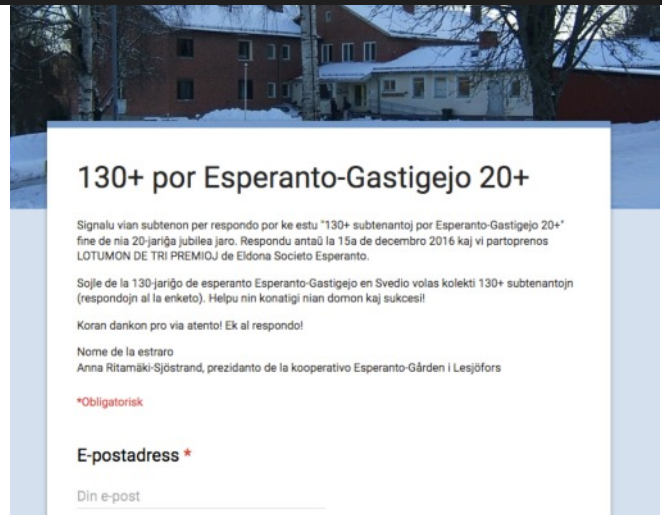 130+ por Esperanto-Gastigejo 20+
Signalu vian subtenon per respondo por ke estu "130+ subtenantoj por Esperanto-Gastigejo 20+"
fine de nia 20-jariĝa jubilea jaro. Respondu antaŭ la 15a de decembro 2016 kaj vi partoprenos
LOTUMON DE TRI PREMIOJ de Eldona Societo Esperanto.
Sojle de la 130-jariĝo de esperanto Esperanto-Gastigejo en Svedio volas kolekti 130+ subtenantojn
(respondojn al la enketo). Helpu nin konatigi nian domon kaj sukcesi!
Koran dankon pro via atento! Ek al respondo!
Nome de la estraro
Anna Ritamäki-Sjöstrand, prezidanto de la kooperativo Esperanto-Gården i Lesjöfors
*Obligatorisk
E-postadress *
Din e-post